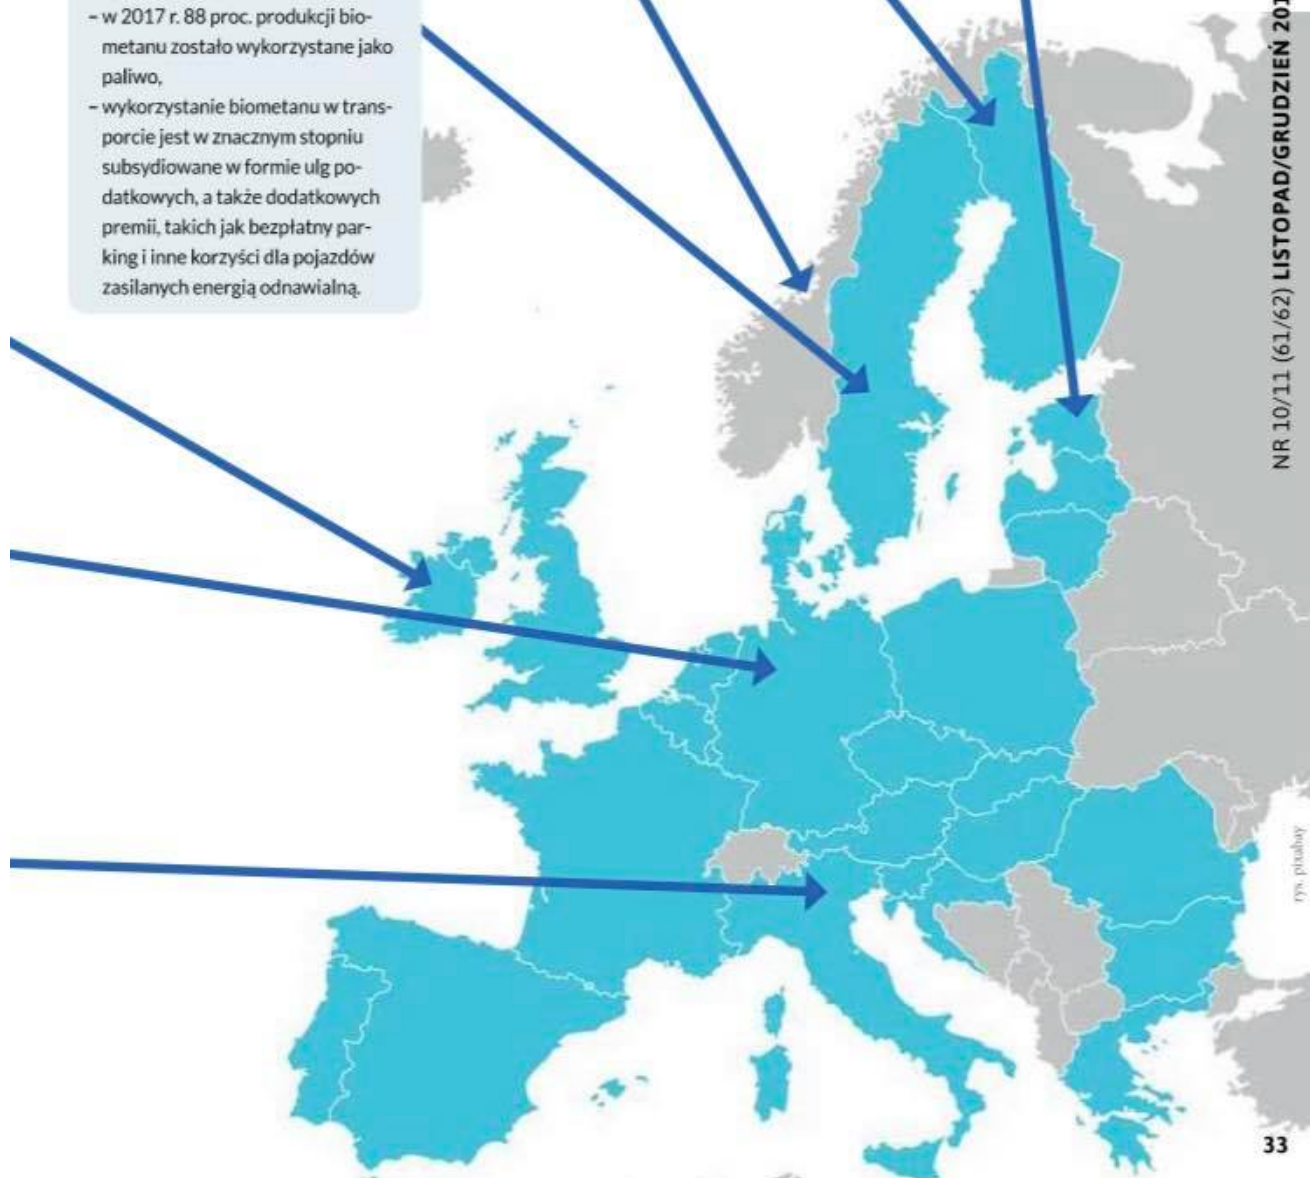 – w 2017 r. 88 proc. produkcji bio-
metanu zostało wykorzystane jako
paliwo,
– wykorzystanie biometanu w trans-
porcie jest w znacznym stopniu
subsydiowane w formie ulg po-
datkowych, a także dodatkowych
premii, takich jak bezpłatny par-
king i inne korzyści dla pojazdów
zasilanych energią odnawialną.
NR 10/11 (61/62) LISTOPAD/GRUDZIEŃ 201
rys. pixabay
33